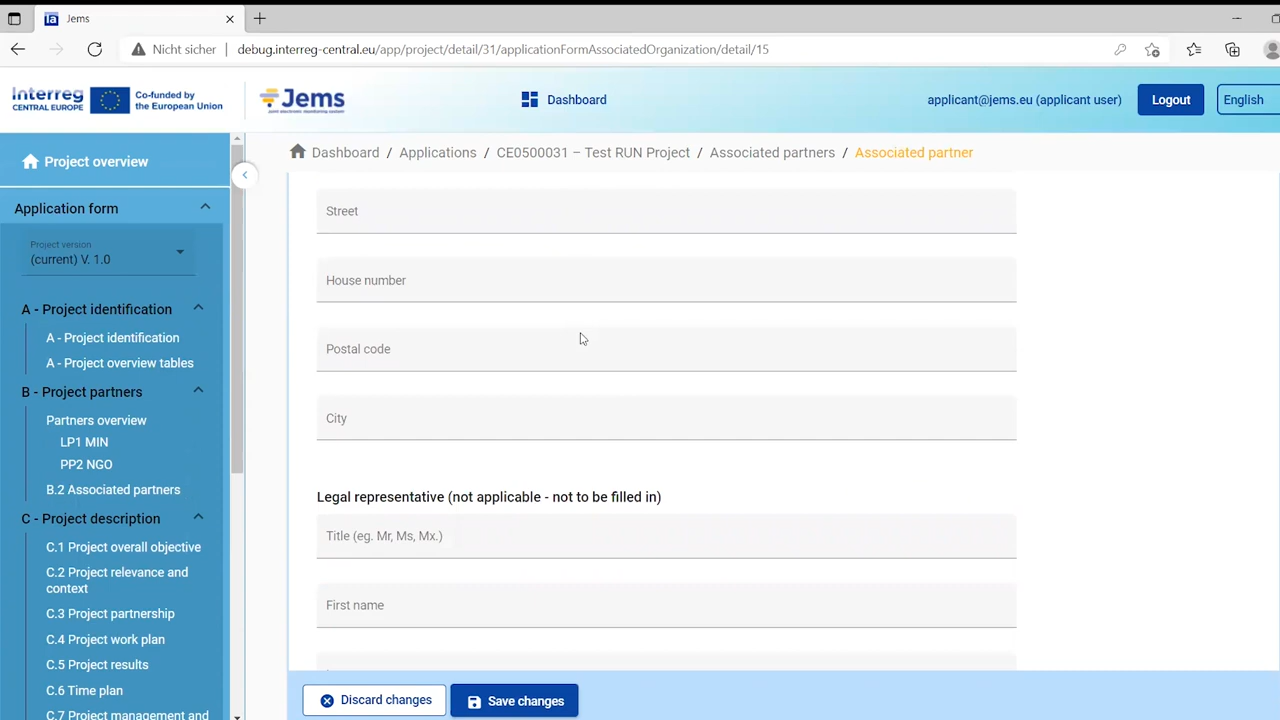 Jems
Nicht sicher
debug.interreg-central.eu/app/project/detail/31/applicationFormAssociatedOrganization/detail/15
Interreg
CENTRAL EUROPE
Co-funded by
the European Union
Jems
joint electronic monitoring system
Dashboard
applicant@jems.eu (applicant user)
Logout
English
Project overview
Dashboard / Applications / CE0500031 – Test RUN Project / Associated partners / Associated partner
Application form
Project version
(current) V. 1.0
A - Project identification
A - Project identification
A - Project overview tables
B - Project partners
Partners overview
LP1 MIN
PP2 NGO
B.2 Associated partners
C - Project description
C.1 Project overall objective
C.2 Project relevance and
context
C.3 Project partnership
C.4 Project work plan
C.5 Project results
C.6 Time plan
C.7 Project management and
Street
House number
Postal code
City
Legal representative (not applicable - not to be filled in)
Title (eg. Mr, Ms, Mx.)
First name
Discard changes
Save changes